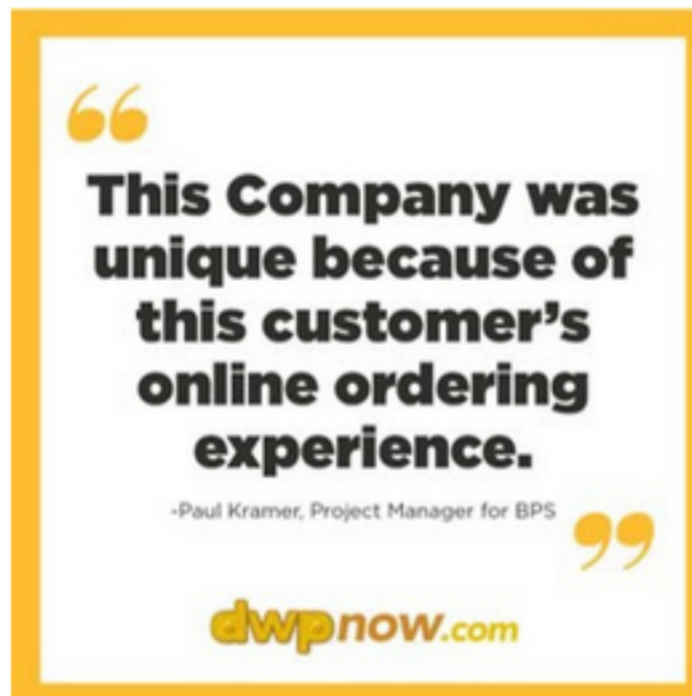 “
This Company was
unique because of
this customer’s
online ordering
experience.
-Paul Kramer, Project Manager for BPS
”
dwpnow.com